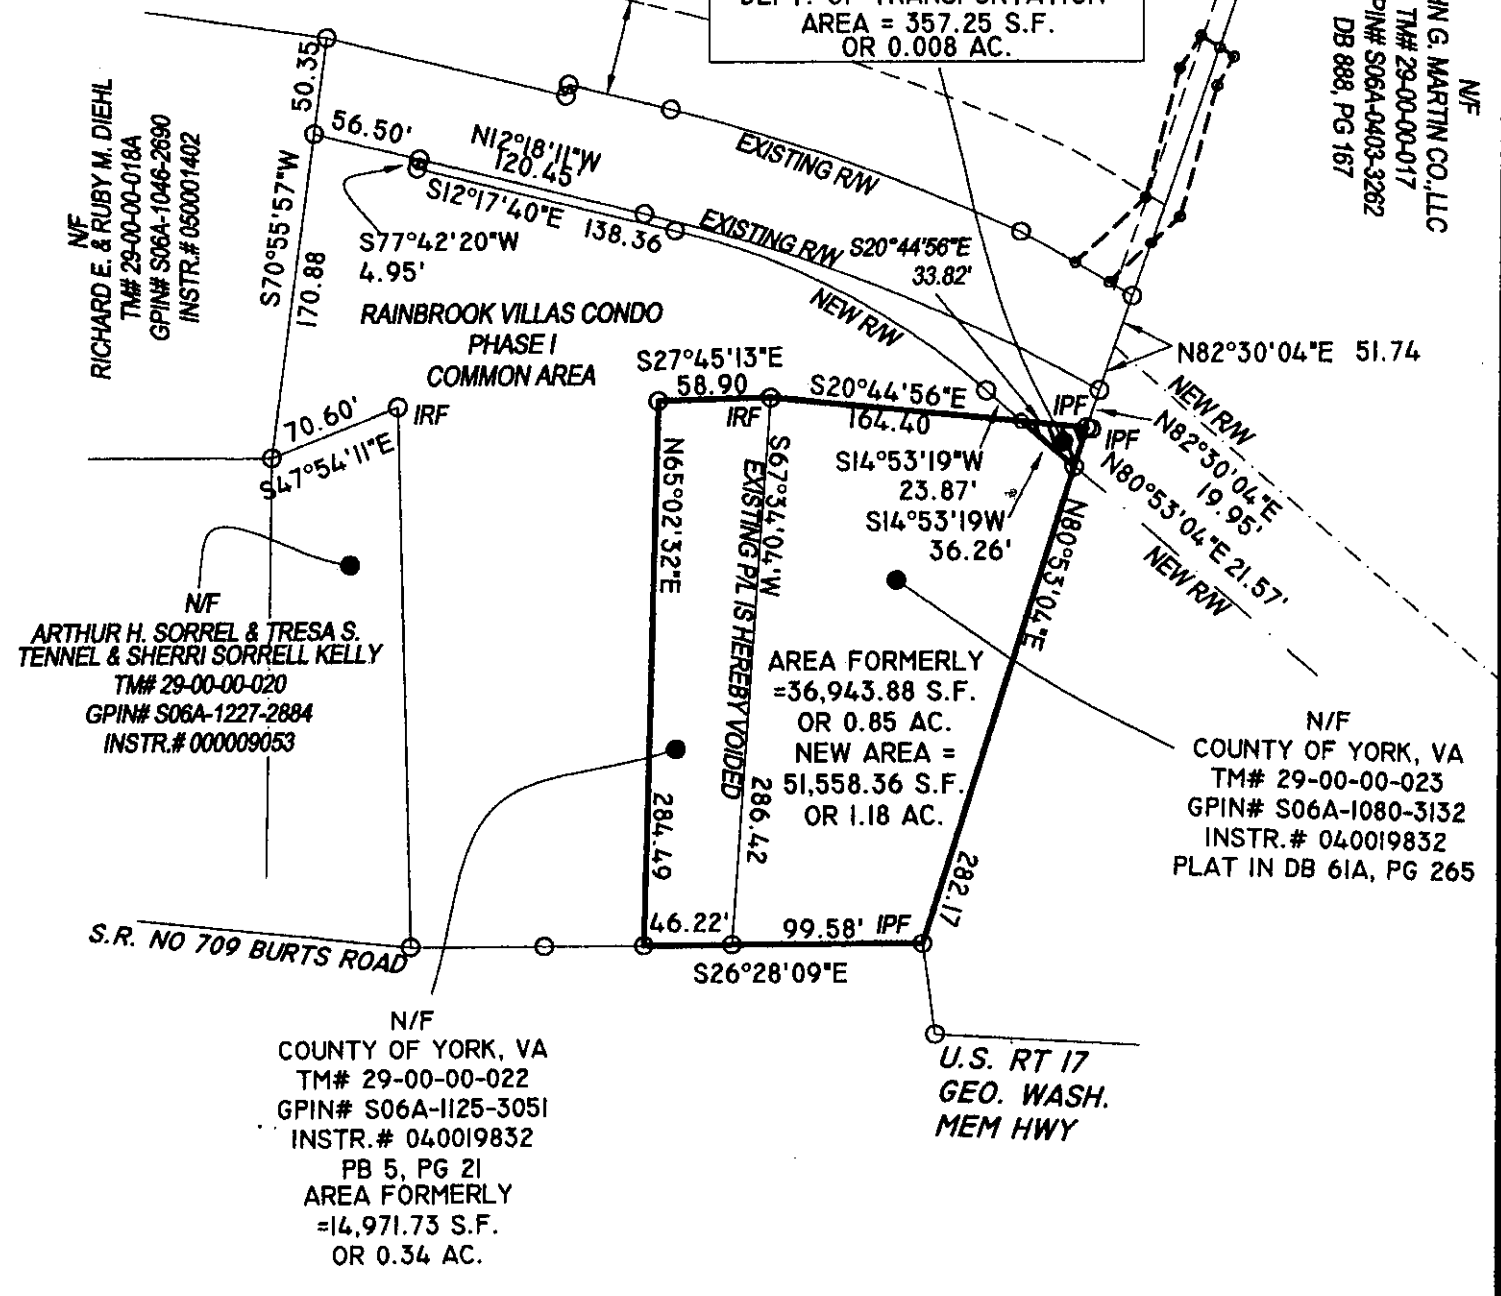 DEPT. OF TRANSPORTATION
AREA = 357.25 S.F.
OR 0.008 AC.
N/F
G. MARTIN CO.,LLC
TM# 29-00-00-017
GPIN# S06A-0403-3262
DB 888, PG 167
50.35
56.50'
N12°18'11"W
120.45'
S12°17'40"E
138.36
EXISTING R/W
EXISTING R/W
NEW R/W
S20°44'56"E
33.82'
N/F
RICHARD E. & RUBY M. DIEHL
TM# 29-00-00-018A
GPIN# S06A-1046-2690
INSTR.# 050001402
S70°55'57"W
170.88
S77°42'20"W
4.95'
RAINBROOK VILLAS CONDO
PHASE I
COMMON AREA
S27°45'13"E
58.90
S20°44'56"E
164.40
IRF
IRF
IPF
IPF
N82°30'04"E 51.74
NEW R/W
N82°30'04"E
19.95'
N80°53'04"E 21.57'
NEW R/W
70.60'
S47°54'11"E
S14°53'19"W
23.87'
S14°53'19W
36.26'
N65°02'32"E
284.49
S67°34'04"W
286.42
EXISTING P/L IS HEREBY VOIDED
N80°53'04"E
282.17
N/F
ARTHUR H. SORREL & TRESA S.
TENNEL & SHERRI SORRELL KELLY
TM# 29-00-00-020
GPIN# S06A-1227-2884
INSTR.# 000009053
AREA FORMERLY
=36,943.88 S.F.
OR 0.85 AC.
NEW AREA =
51,558.36 S.F.
OR 1.18 AC.
N/F
COUNTY OF YORK, VA
TM# 29-00-00-023
GPIN# S06A-1080-3132
INSTR.# 040019832
PLAT IN DB 61A, PG 265
S.R. NO 709 BURTS ROAD
46.22'
99.58' IPF
S26°28'09"E
N/F
COUNTY OF YORK, VA
TM# 29-00-00-022
GPIN# S06A-1125-3051
INSTR.# 040019832
PB 5, PG 21
AREA FORMERLY
=14,971.73 S.F.
OR 0.34 AC.
U.S. RT 17
GEO. WASH.
MEM HWY